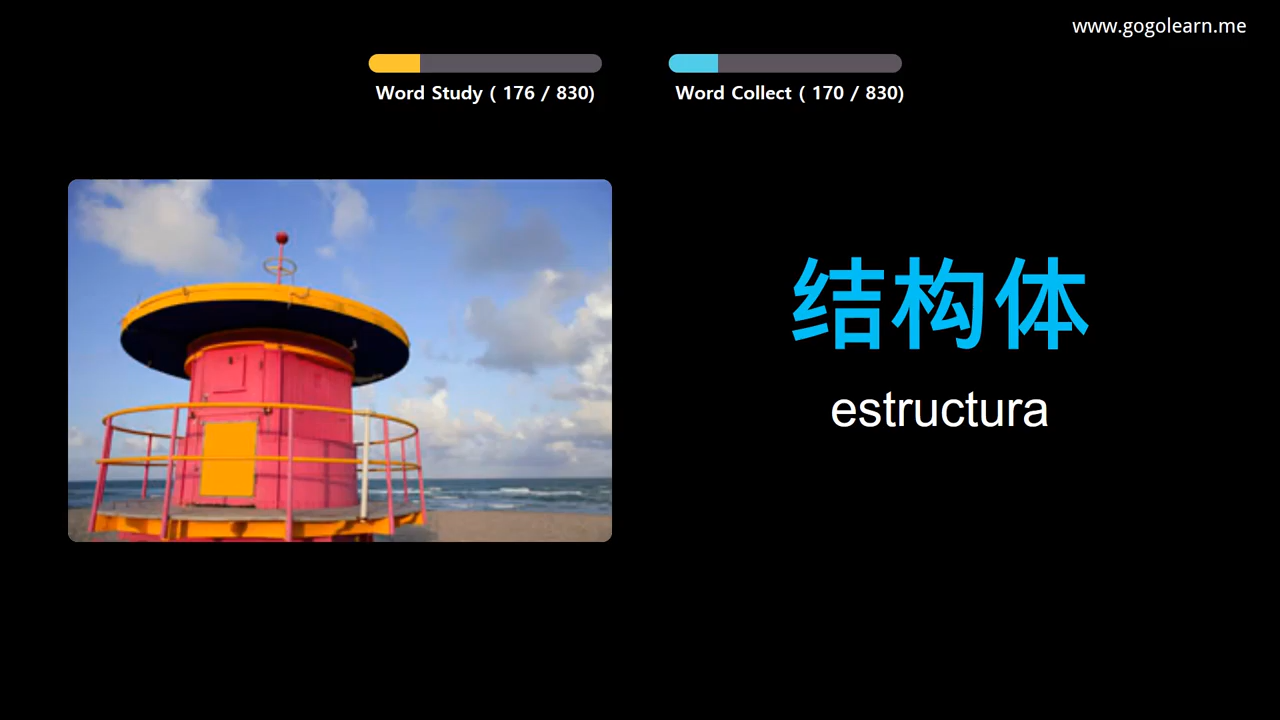 www.gogolearn.me
Word Study ( 176 / 830)
Word Collect ( 170 / 830)
结构体
estructura